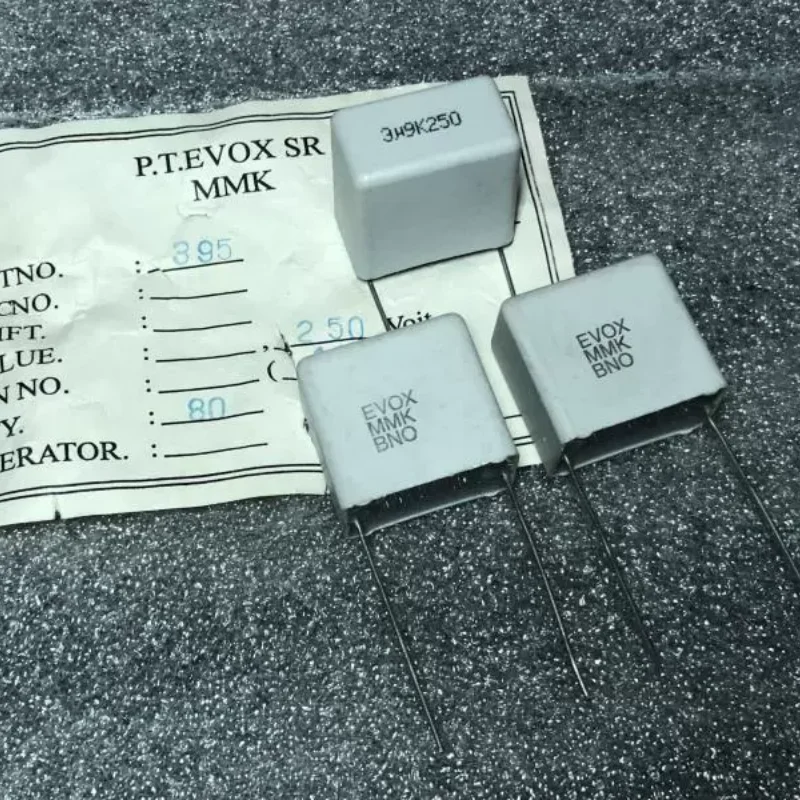 P.T.EVOX SR
MMK
TNO. : 395
CNO. :
IFT. :
LUE. : , 250 Volt
N NO. : (
Y. : 80
ERATOR. :
3µ9K250
EVOX
MMK
BNO
EVOX
MMK
BNO